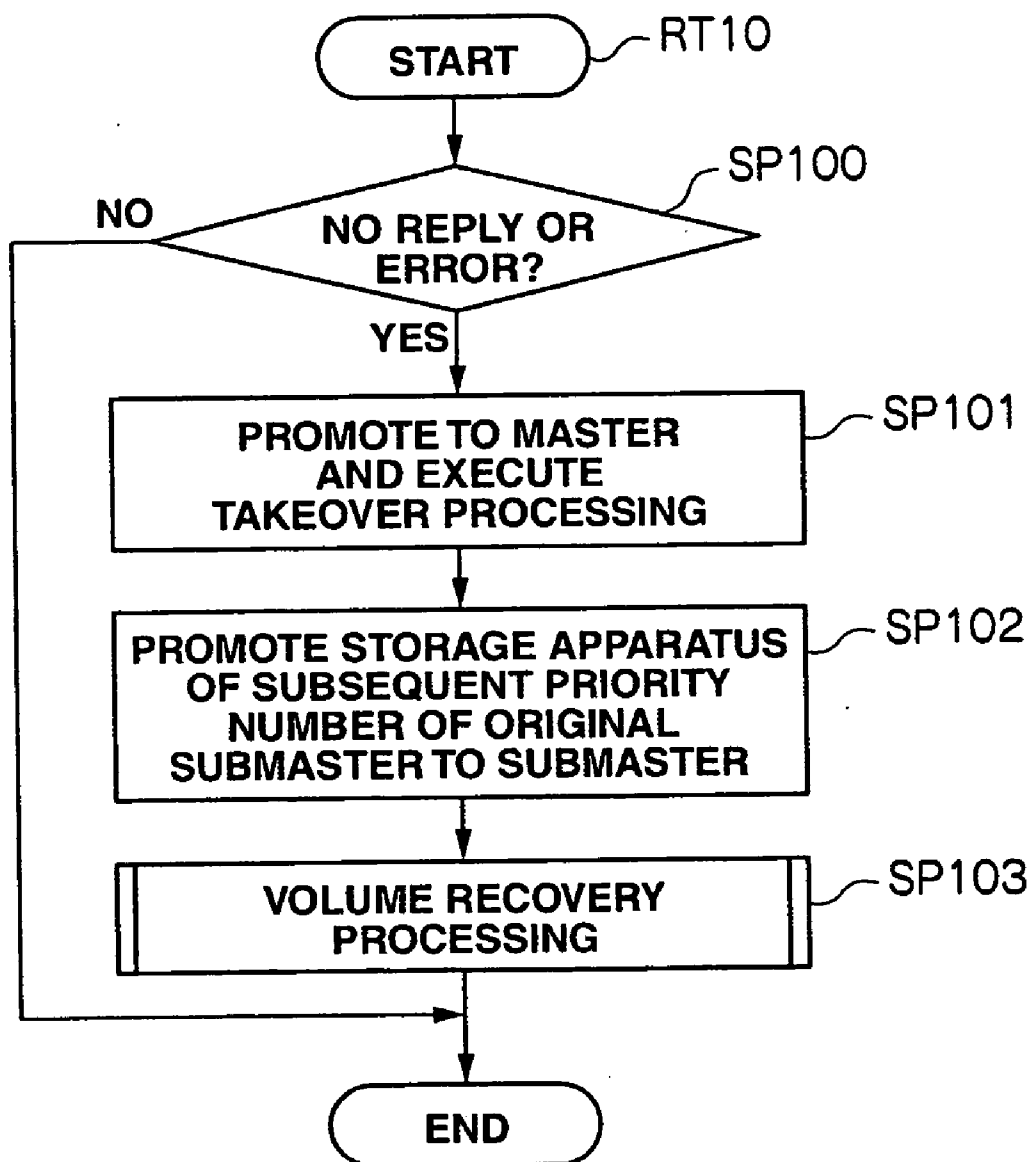 START
RT10
SP100
NO
NO REPLY OR
ERROR?
YES
SP101
PROMOTE TO MASTER
AND EXECUTE
TAKEOVER PROCESSING
SP102
PROMOTE STORAGE APPARATUS
OF SUBSEQUENT PRIORITY
NUMBER OF ORIGINAL
SUBMASTER TO SUBMASTER
SP103
VOLUME RECOVERY
PROCESSING
END